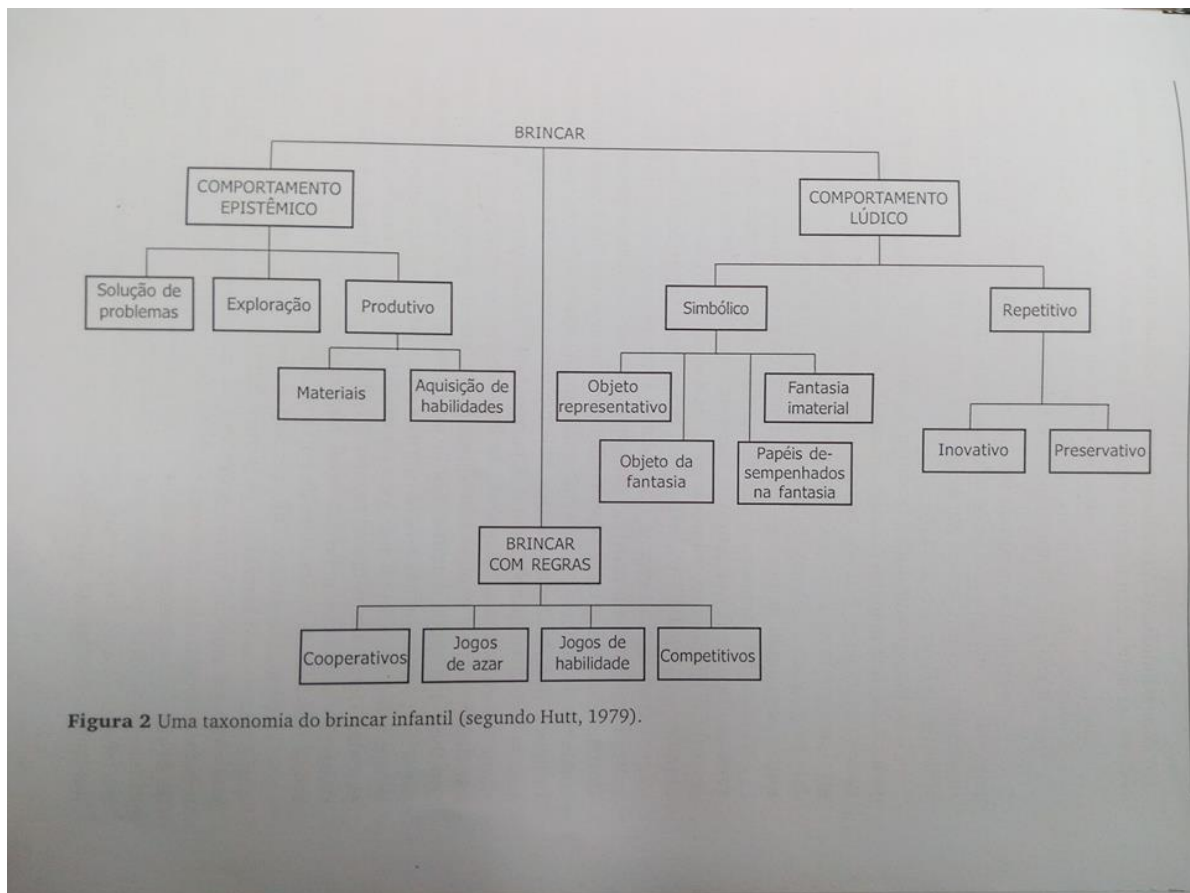 BRINCAR
COMPORTAMENTO
EPISTÊMICO
COMPORTAMENTO
LÚDICO
Solução de
problemas
Exploração
Produtivo
Simbólico
Repetitivo
Materiais
Aquisição de
habilidades
Objeto
representativo
Fantasia
imaterial
Objeto da
fantasia
Papéis de-
sempenhados
na fantasia
Inovativo
Preservativo
BRINCAR
COM REGRAS
Cooperativos
Jogos
de azar
Jogos de
habilidade
Competitivos
Figura 2 Uma taxonomia do brincar infantil (segundo Hutt, 1979).